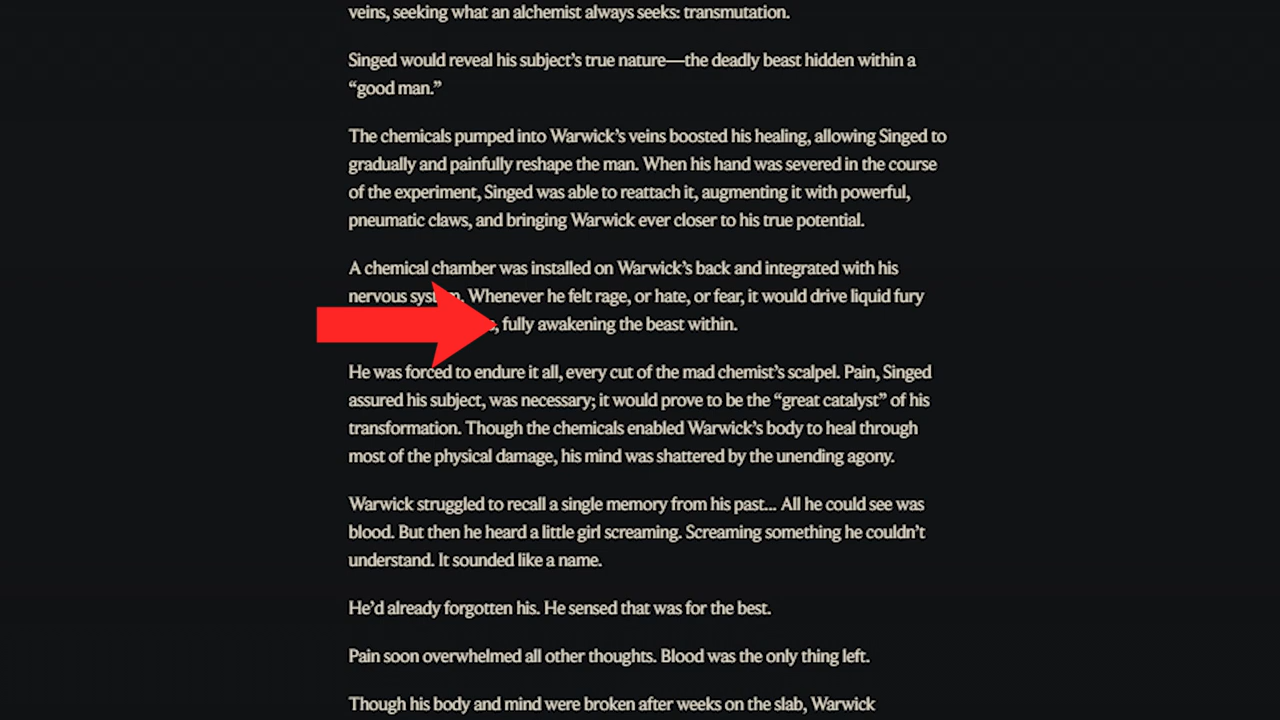 veins, seeking what an alchemist always seeks: transmutation.
Singed would reveal his subject’s true nature—the deadly beast hidden within a
“good man.”
The chemicals pumped into Warwick’s veins boosted his healing, allowing Singed to
gradually and painfully reshape the man. When his hand was severed in the course
of the experiment, Singed was able to reattach it, augmenting it with powerful,
pneumatic claws, and bringing Warwick ever closer to his true potential.
A chemical chamber was installed on Warwick’s back and integrated with his
nervous Whenever he felt rage, or hate, or fear, it would drive liquid fury
fully awakening the beast within.
He was forced to endure it all, every cut of the mad chemist’s scalpel. Pain, Singed
assured his subject, was necessary; it would prove to be the “great catalyst” of his
transformation. Though the chemicals enabled Warwick’s body to heal through
most of the physical damage, his mind was shattered by the unending agony.
Warwick struggled to recall a single memory from his past... All he could see was
blood. But then he heard a little girl screaming. Screaming something he couldn’t
understand. It sounded like a name.
He’d already forgotten his. He sensed that was for the best.
Pain soon overwhelmed all other thoughts. Blood was the only thing left.
Though his body and mind were broken after weeks on the slab, Warwick